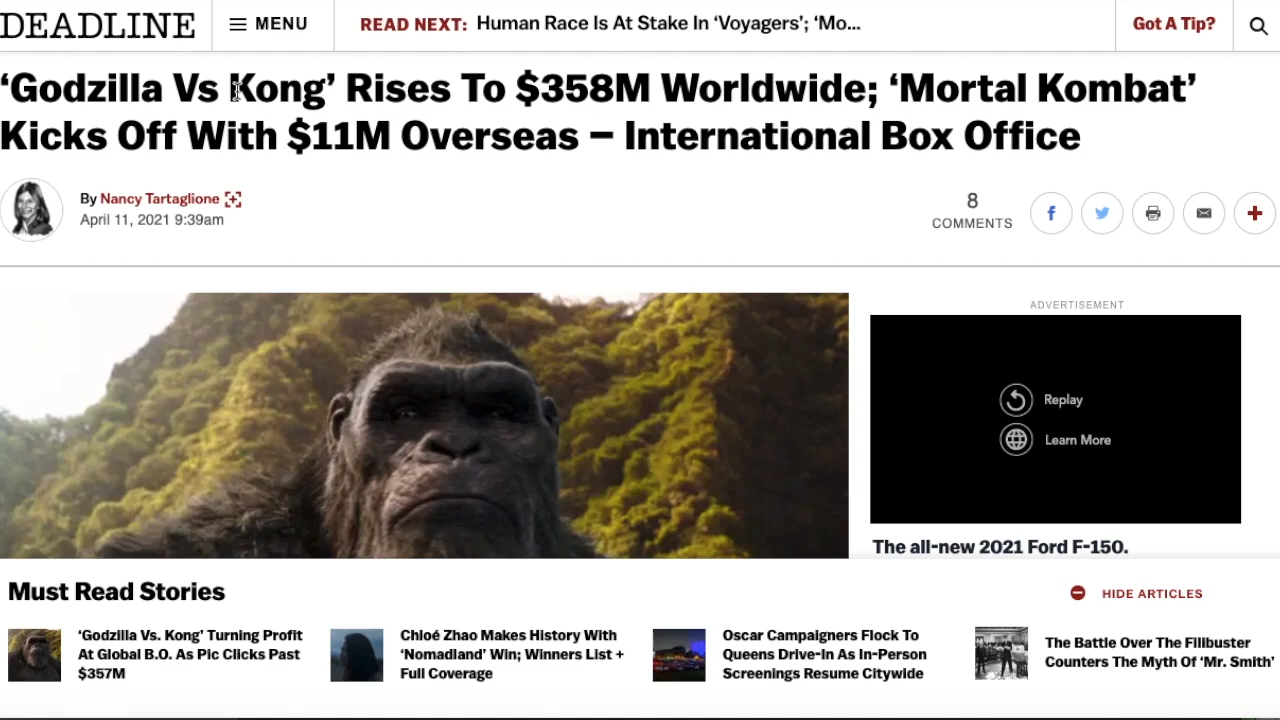 DEADLINE
MENU
READ NEXT: Human Race Is At Stake In ‘Voyagers’; ‘Mo...
Got A Tip?
‘Godzilla Vs Kong’ Rises To $358M Worldwide; ‘Mortal Kombat’
Kicks Off With $11M Overseas – International Box Office
By Nancy Tartaglione
April 11, 2021 9:39am
8
COMMENTS
ADVERTISEMENT
Replay
Learn More
The all-new 2021 Ford F-150.
Must Read Stories
HIDE ARTICLES
‘Godzilla Vs. Kong’ Turning Profit
At Global B.O. As Pic Clicks Past
$357M
Chloé Zhao Makes History With
‘Nomadland’ Win; Winners List +
Full Coverage
Oscar Campaigners Flock To
Queens Drive-In As In-Person
Screenings Resume Citywide
The Battle Over The Filibuster
Counters The Myth Of ‘Mr. Smith’